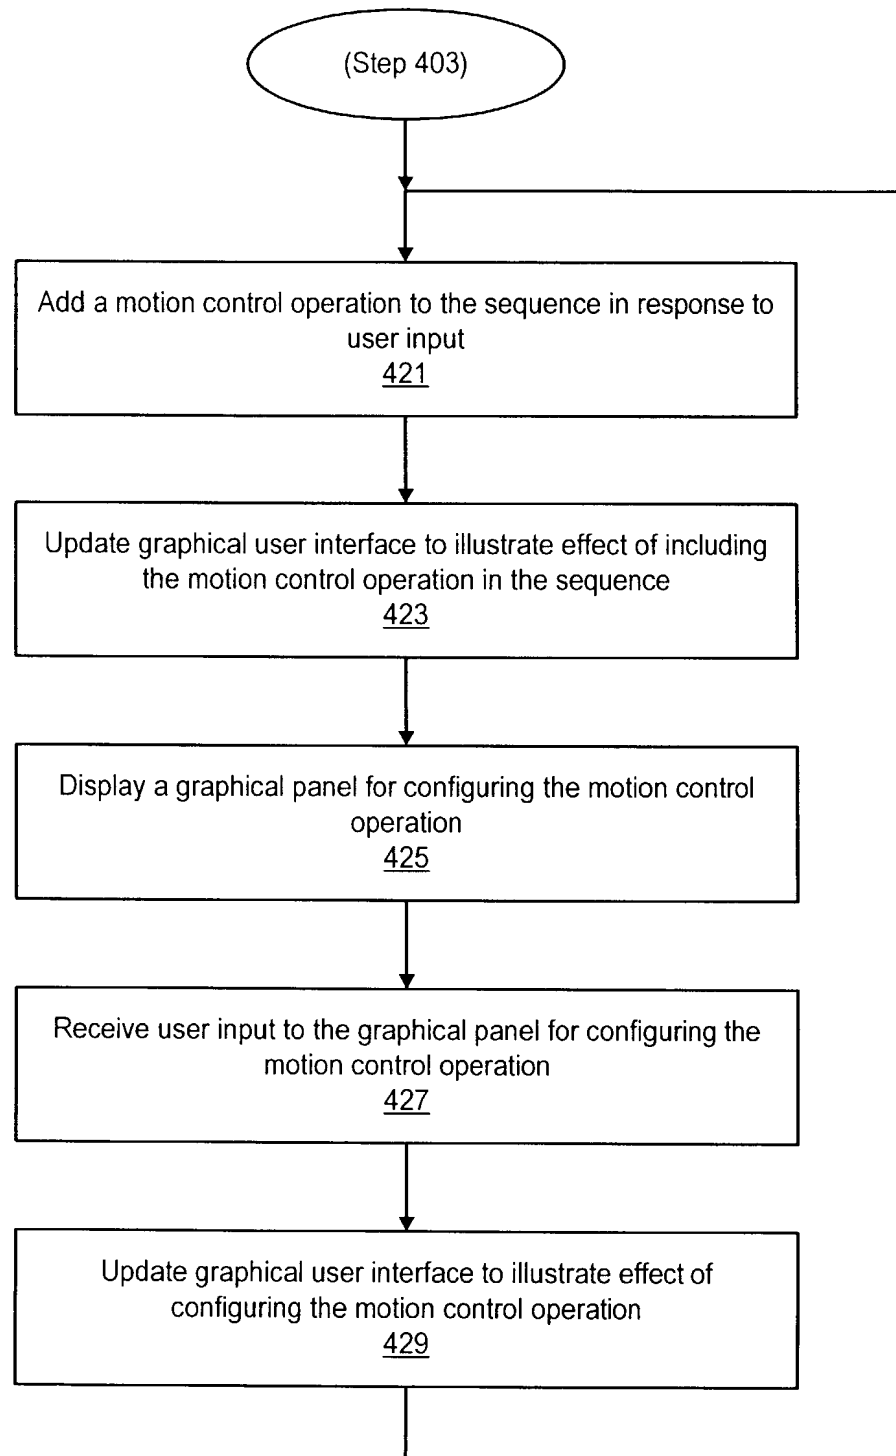 (Step 403)
Add a motion control operation to the sequence in response to
user input
421
Update graphical user interface to illustrate effect of including
the motion control operation in the sequence
423
Display a graphical panel for configuring the motion control
operation
425
Receive user input to the graphical panel for configuring the
motion control operation
427
Update graphical user interface to illustrate effect of
configuring the motion control operation
429